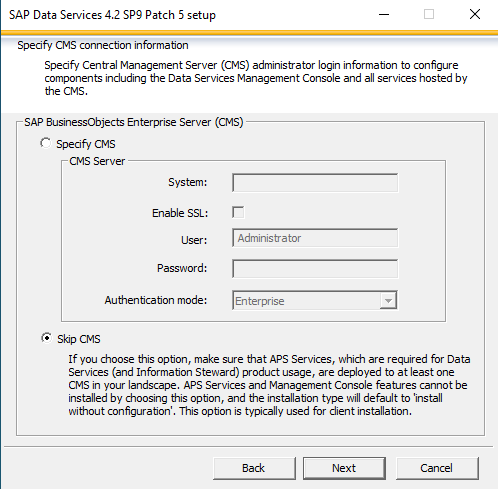 SAP Data Services 4.2 SP9 Patch 5 setup
Specify CMS connection information
Specify Central Management Server (CMS) administrator login information to configure
components including the Data Services Management Console and all services hosted by
the CMS.
SAP BusinessObjects Enterprise Server (CMS)
Specify CMS
CMS Server
System:
Enable SSL:
User: Administrator
Password:
Authentication mode: Enterprise
Skip CMS
If you choose this option, make sure that APS Services, which are required for Data
Services (and Information Steward) product usage, are deployed to at least one
CMS in your landscape. APS Services and Management Console features cannot be
installed by choosing this option, and the installation type will default to 'install
without configuration'. This option is typically used for client installation.
Back Next Cancel